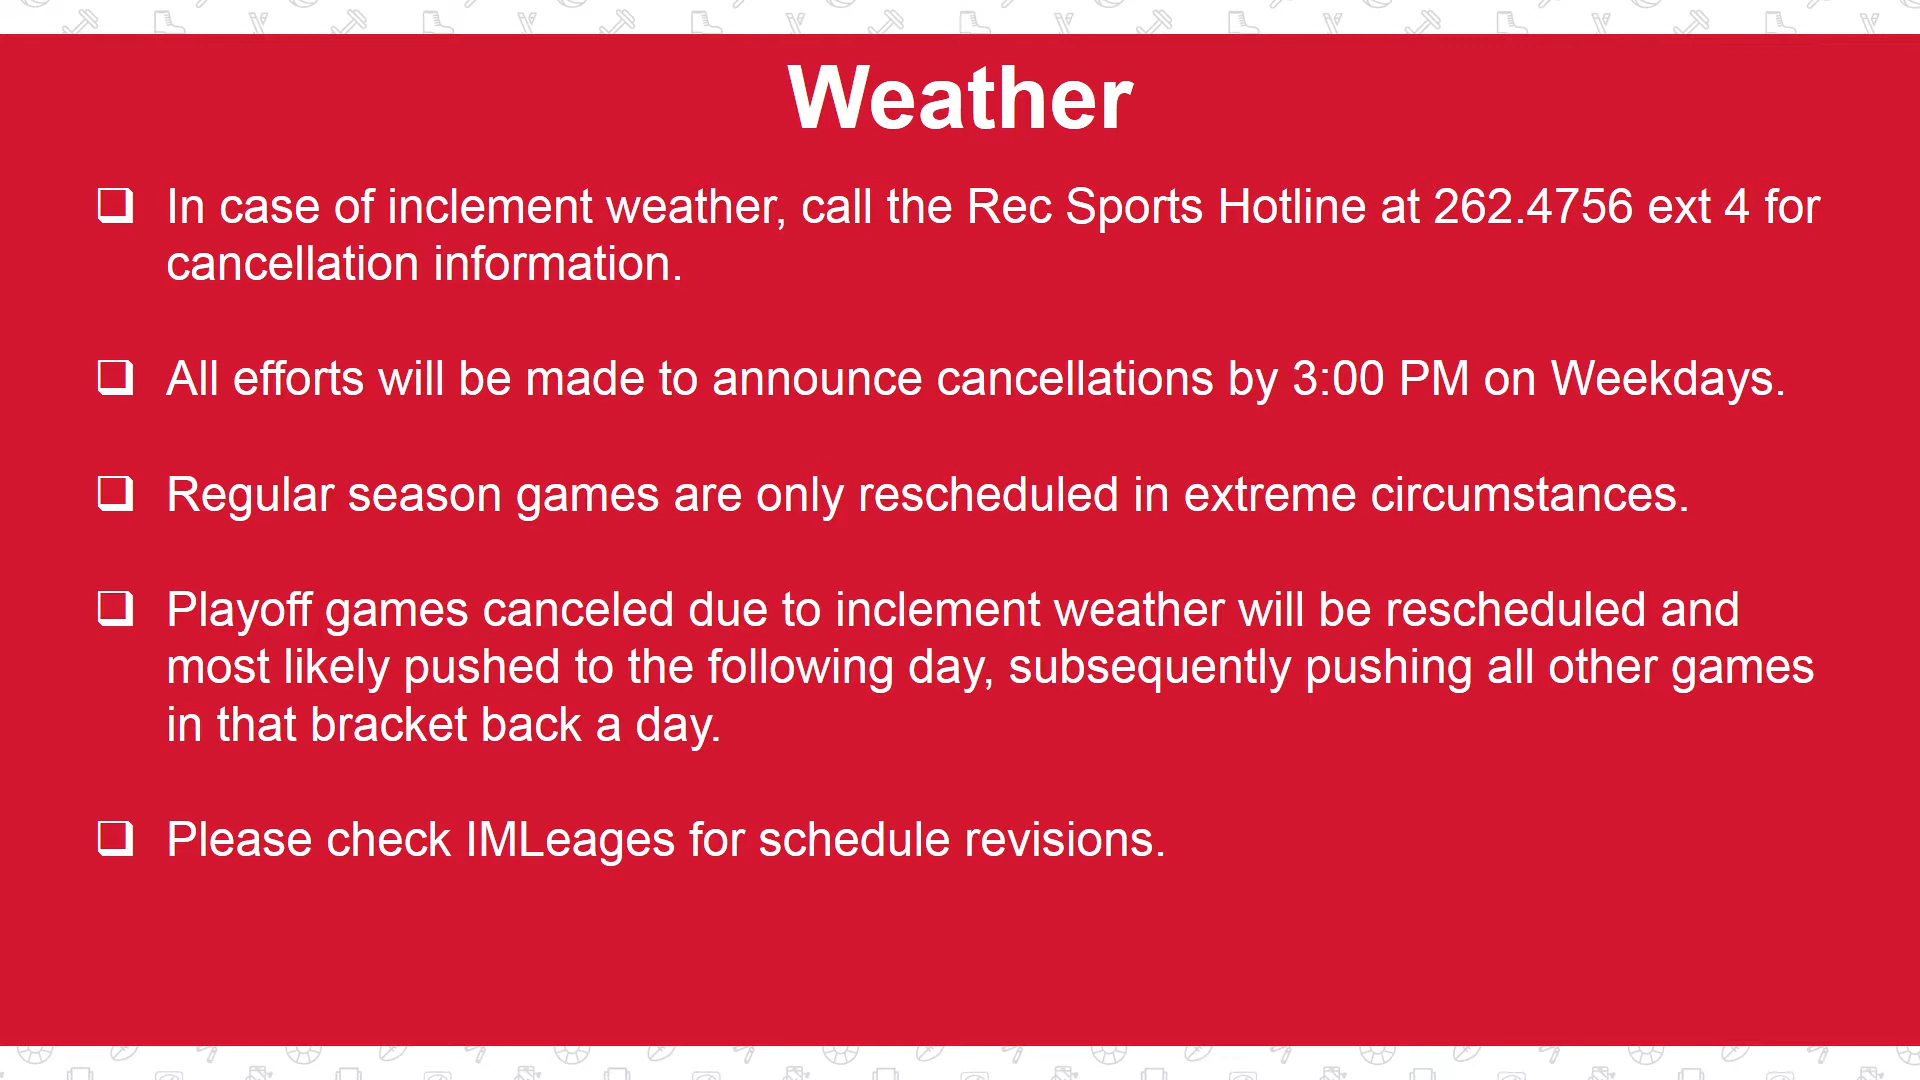 Weather
❑ In case of inclement weather, call the Rec Sports Hotline at 262.4756 ext 4 for
cancellation information.
❑ All efforts will be made to announce cancellations by 3:00 PM on Weekdays.
❑ Regular season games are only rescheduled in extreme circumstances.
❑ Playoff games canceled due to inclement weather will be rescheduled and
most likely pushed to the following day, subsequently pushing all other games
in that bracket back a day.
❑ Please check IMLeages for schedule revisions.